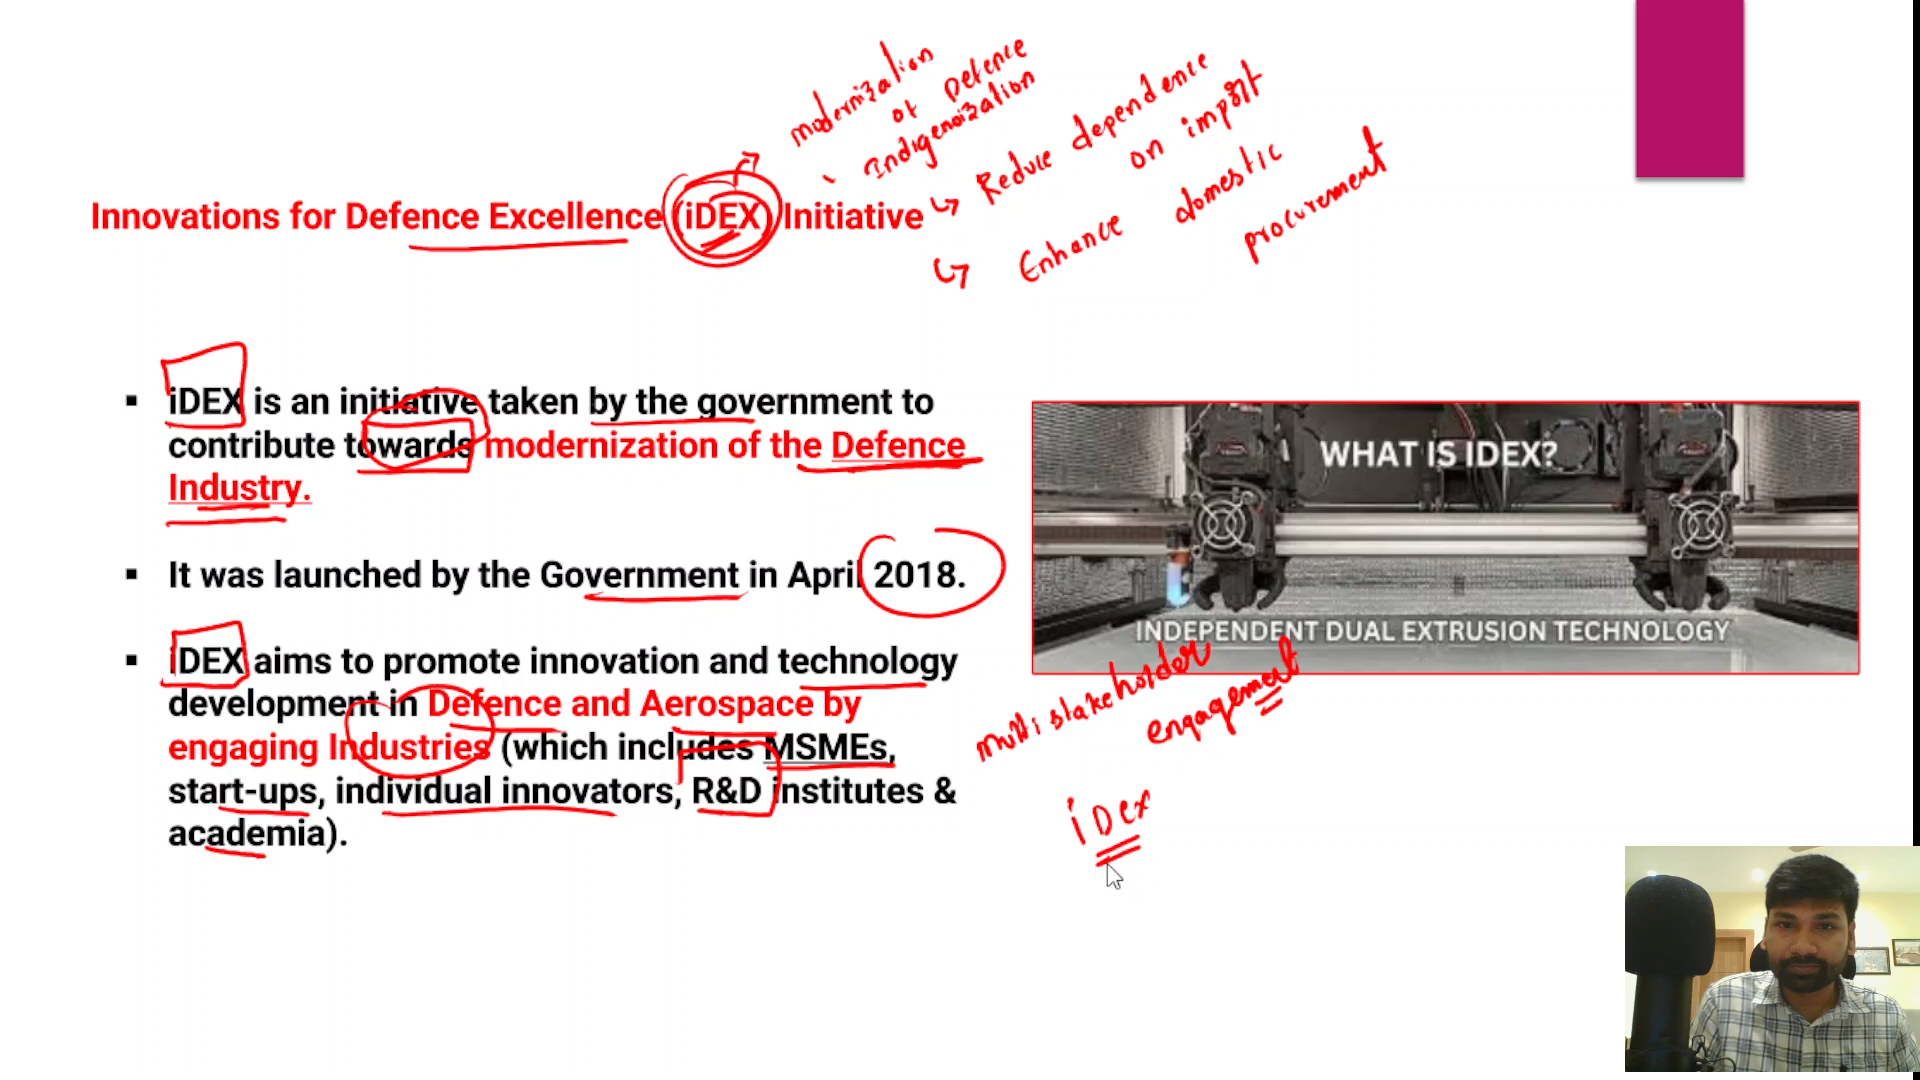 modernization
of Defence
Indigenization
Reduce dependence
on import
Enhance domestic
procurement
Innovations for Defence Excellence (iDEX) Initiative
▪ iDEX is an initiative taken by the government to
contribute towards modernization of the Defence
Industry.
▪ It was launched by the Government in April 2018.
▪ iDEX aims to promote innovation and technology
development in Defence and Aerospace by
engaging Industries (which includes MSMEs,
start-ups, individual innovators, R&D institutes &
academia).
WHAT IS IDEX?
INDEPENDENT DUAL EXTRUSION TECHNOLOGY
multi stakeholder
engagement
iDex